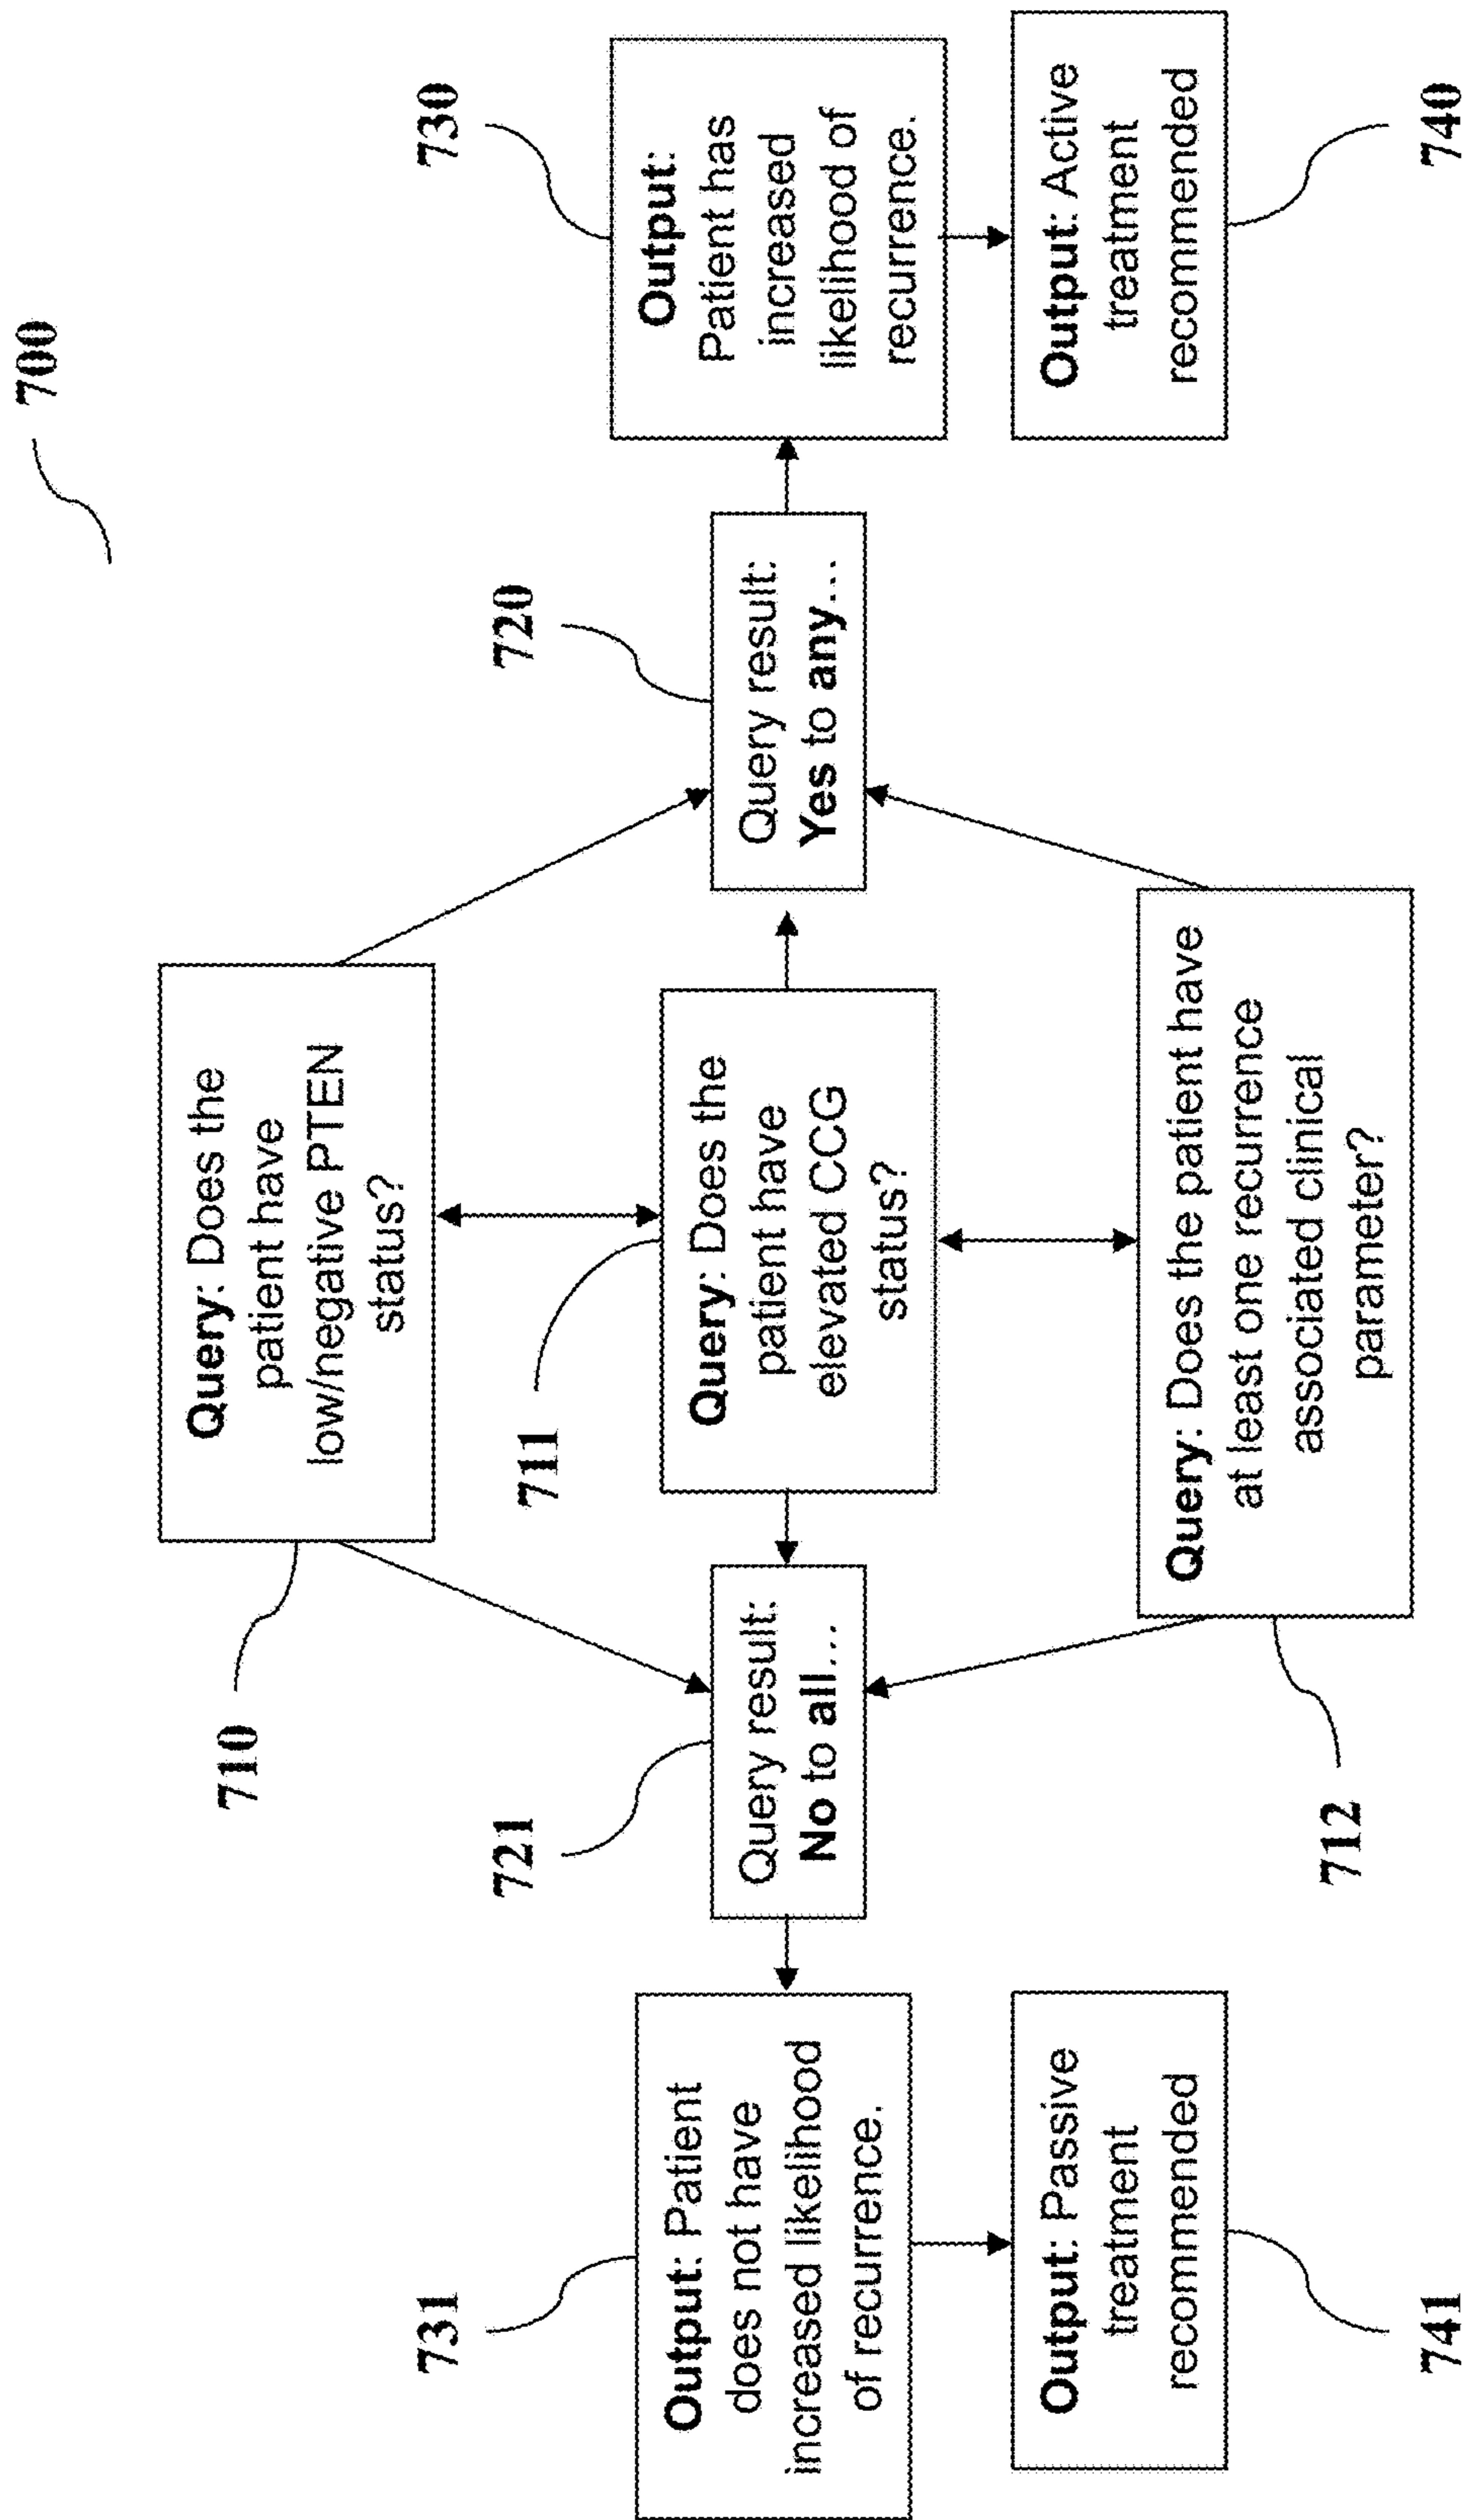 700
710
Query: Does the
patient have
low/negative PTEN
status?
711
Query: Does the
patient have
elevated CCG
status?
712
Query: Does the patient have
at least one recurrence
associated clinical
parameter?
721
Query result:
No to all...
720
Query result:
Yes to any...
731
Output: Patient
does not have
increased likelihood
of recurrence.
730
Output:
Patient has
increased
likelihood of
recurrence.
741
Output: Passive
treatment
recommended
740
Output: Active
treatment
recommended